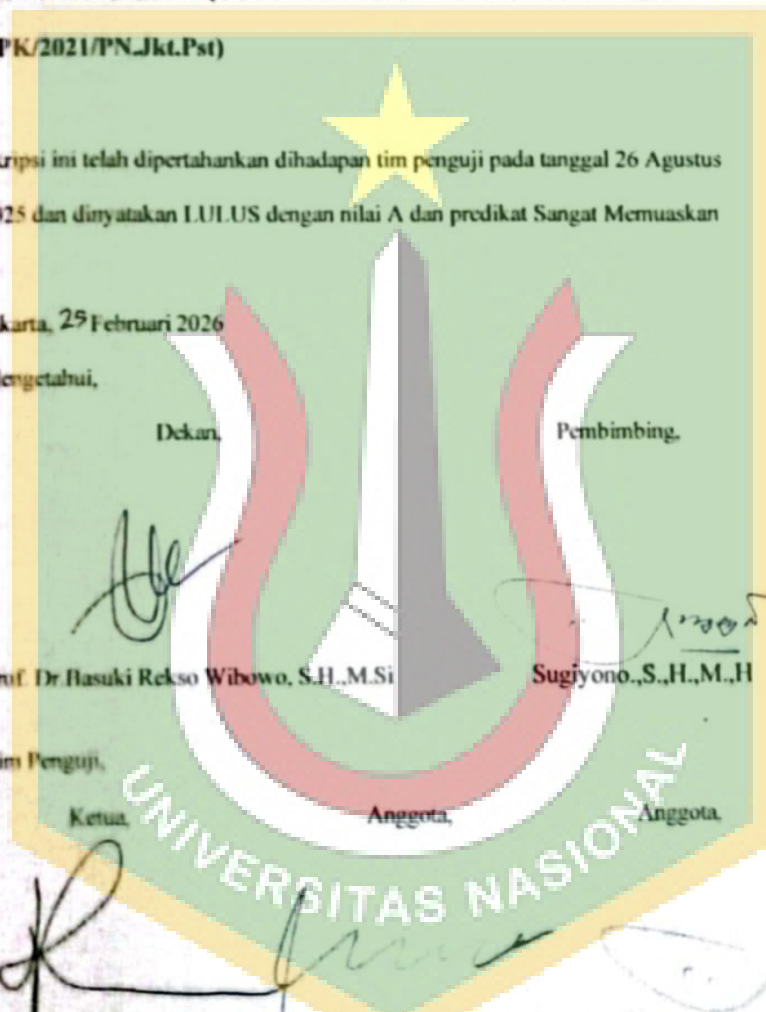 PK/2021/PN.Jkt.Pst)
kripsi ini telah dipertahankan dihadapan tim penguji pada tanggal 26 Agustus
025 dan dinyatakan LULUS dengan nilai A dan predikat Sangat Memuaskan
karta, 25 Februari 2026
engetahui,
Dekan, Pembimbing,
rof. Dr.Basuki Rekso Wibowo, S.H.,M.Si Sugiyono.,S.,H.,M.,H
im Penguji,
Ketua, Anggota, Anggota,
UNIVERSITAS NASIONAL